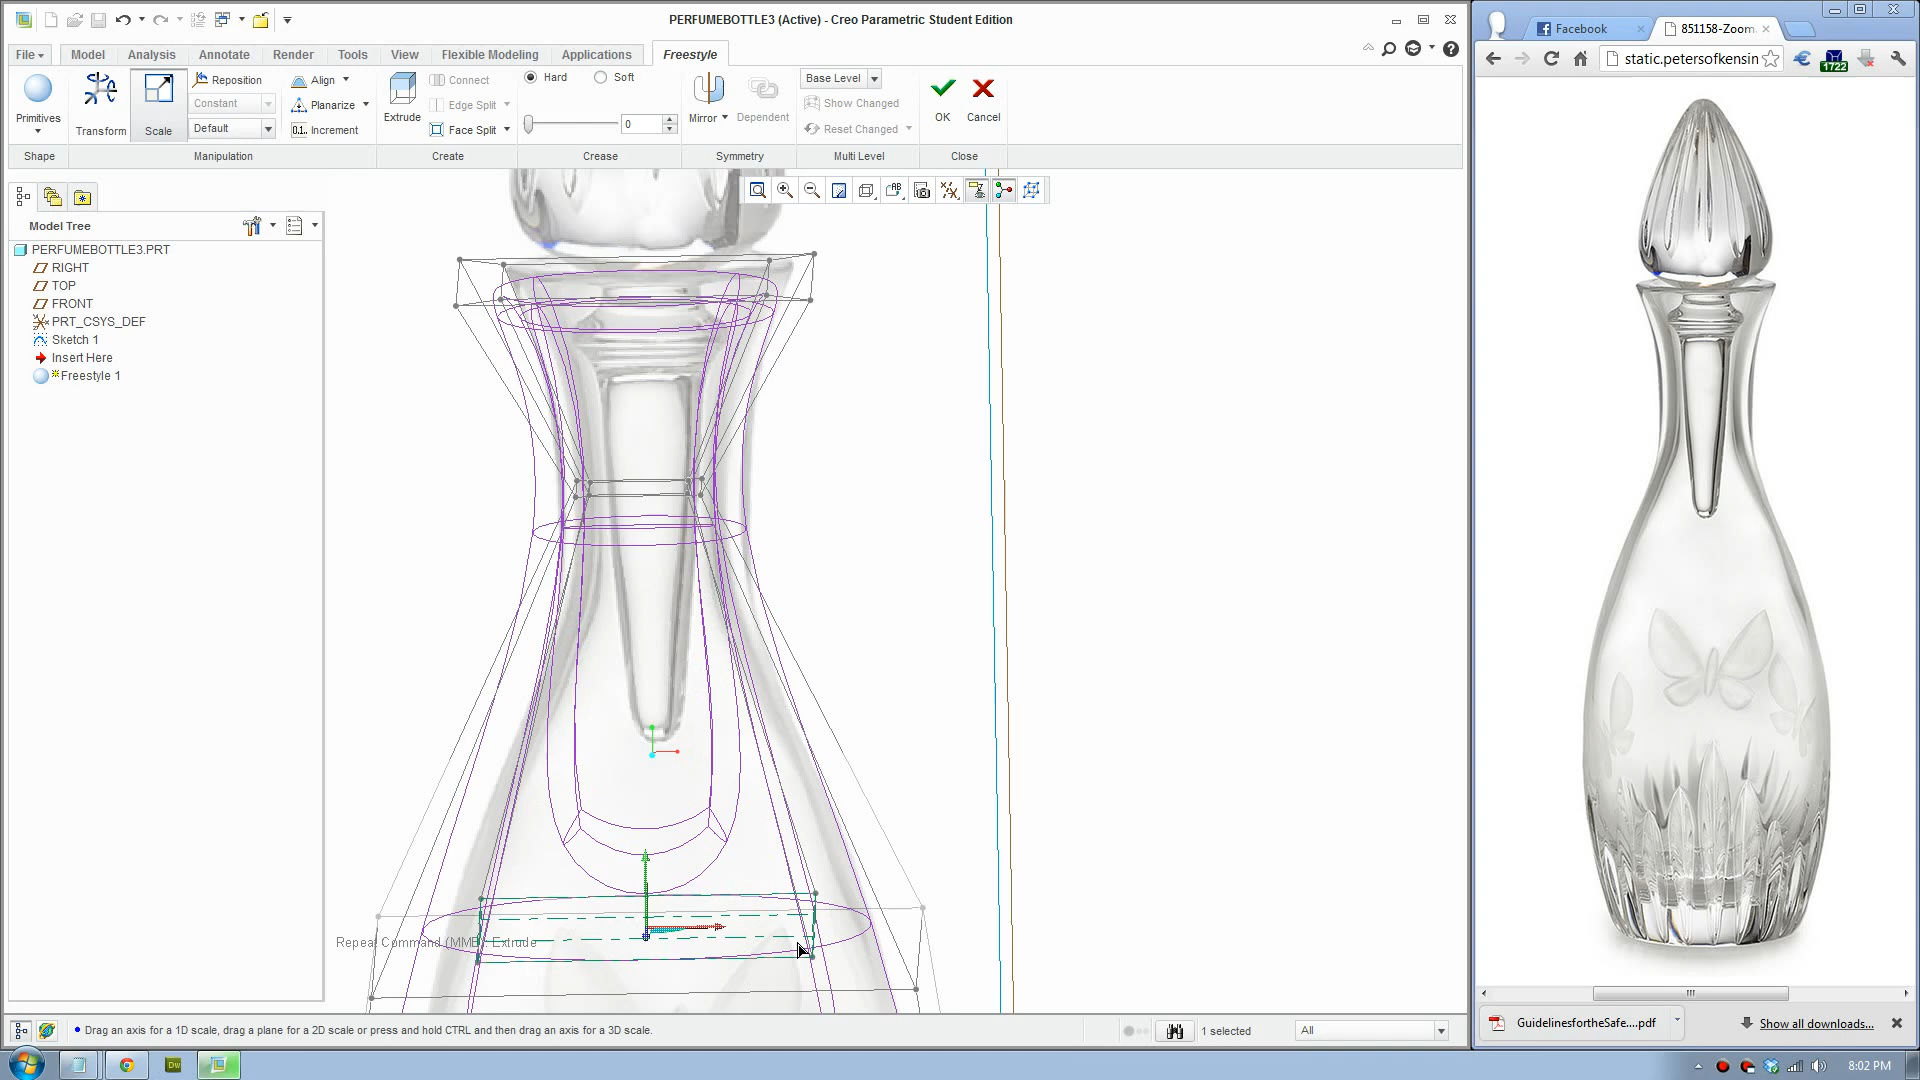 PERFUMEBOTTLE3 (Active) - Creo Parametric Student Edition
File
Model
Analysis
Annotate
Render
Tools
View
Flexible Modeling
Applications
Freestyle
Primitives
Transform
Scale
Reposition
Constant
Default
Align
Planarize
Increment
Extrude
Connect
Edge Split
Face Split
Hard
Soft
0
Mirror
Dependent
Base Level
Show Changed
Reset Changed
OK
Cancel
Shape
Manipulation
Create
Crease
Symmetry
Multi Level
Close
Model Tree
PERFUMEBOTTLE3.PRT
RIGHT
TOP
FRONT
PRT_CSYS_DEF
Sketch 1
Insert Here
Freestyle 1
Repeat Command (MMB): Extrude
Drag an axis for a 1D scale, drag a plane for a 2D scale or press and hold CTRL and then drag an axis for a 3D scale.
1 selected
All
Facebook
851158-Zoom.
static.petersofkensin
1722
GuidelinesfortheSafe....pdf
Show all downloads...
Dw
8:02 PM